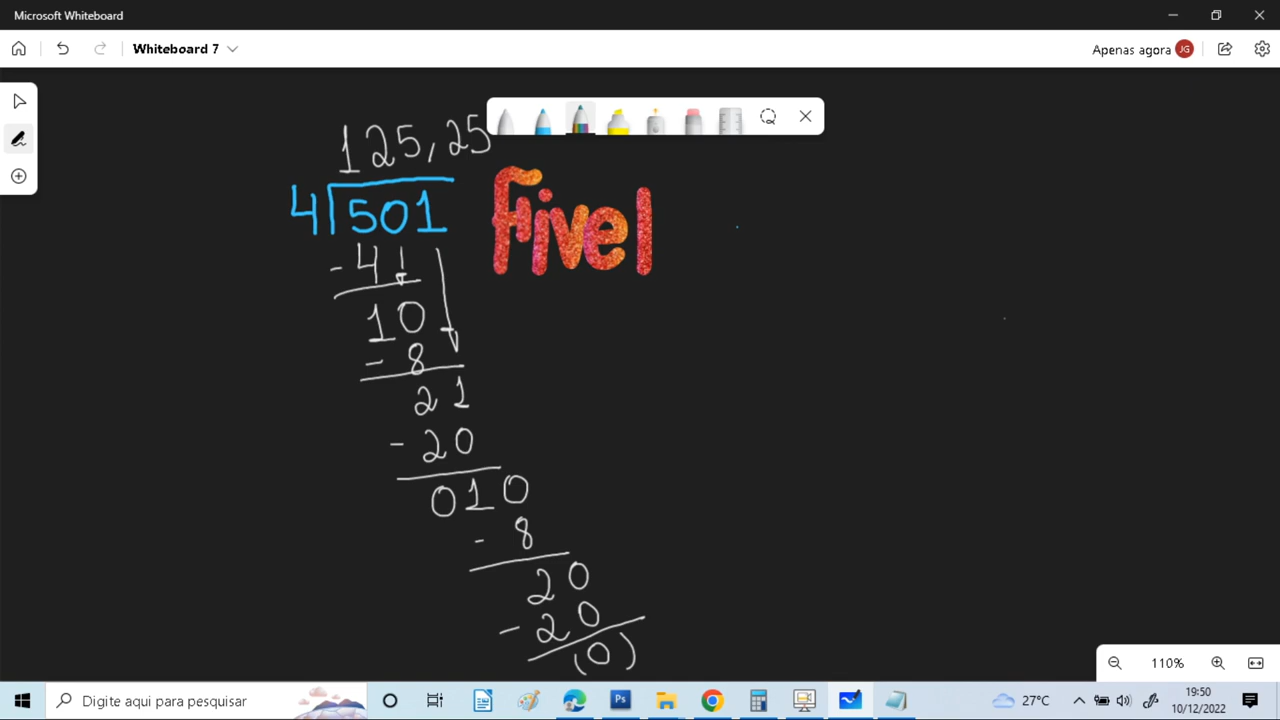 Microsoft Whiteboard
Whiteboard 7
Apenas agora JG
125,25
4 501
Fivel
- 4
10
- 8
21
- 20
010
- 8
20
- 20
(0)
110%
Digite aqui para pesquisar
Ps
27°C
19:50
10/12/2022